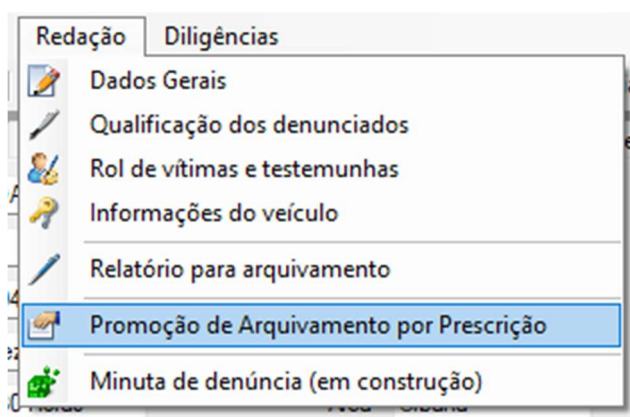 Redação Diligências
Dados Gerais
Qualificação dos denunciados
Rol de vítimas e testemunhas
Informações do veículo
Relatório para arquivamento
Promoção de Arquivamento por Prescrição
Minuta de denúncia (em construção)